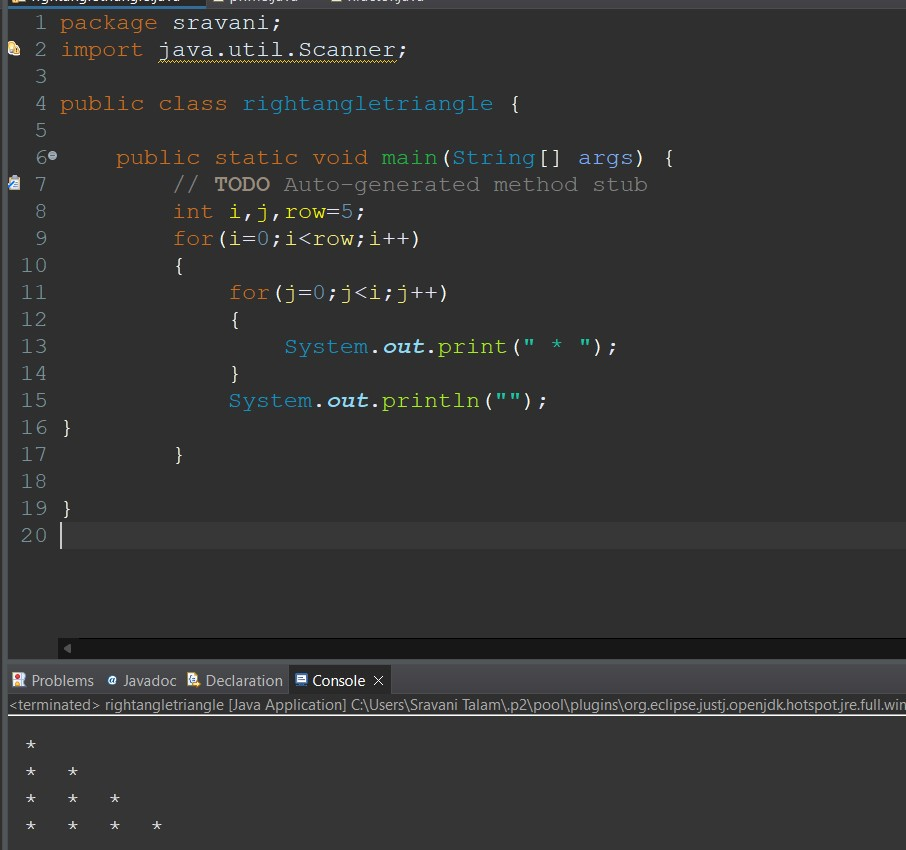 1 package sravani;
2 import java.util.Scanner;
3
4 public class rightangletriangle {
5
6     public static void main(String[] args) {
7         // TODO Auto-generated method stub
8         int i,j,row=5;
9         for(i=0;i<row;i++)
10         {
11             for(j=0;j<i;j++)
12             {
13                 System.out.print(" * ");
14             }
15             System.out.println("");
16 }
17         }
18
19 }
20
Problems Javadoc Declaration Console
<terminated> rightangletriangle [Java Application] C:\Users\Sravani Talam\.p2\pool\plugins\org.eclipse.justj.openjdk.hotspot.jre.full.win
 *
 *  *
 *  *  *
 *  *  *  *